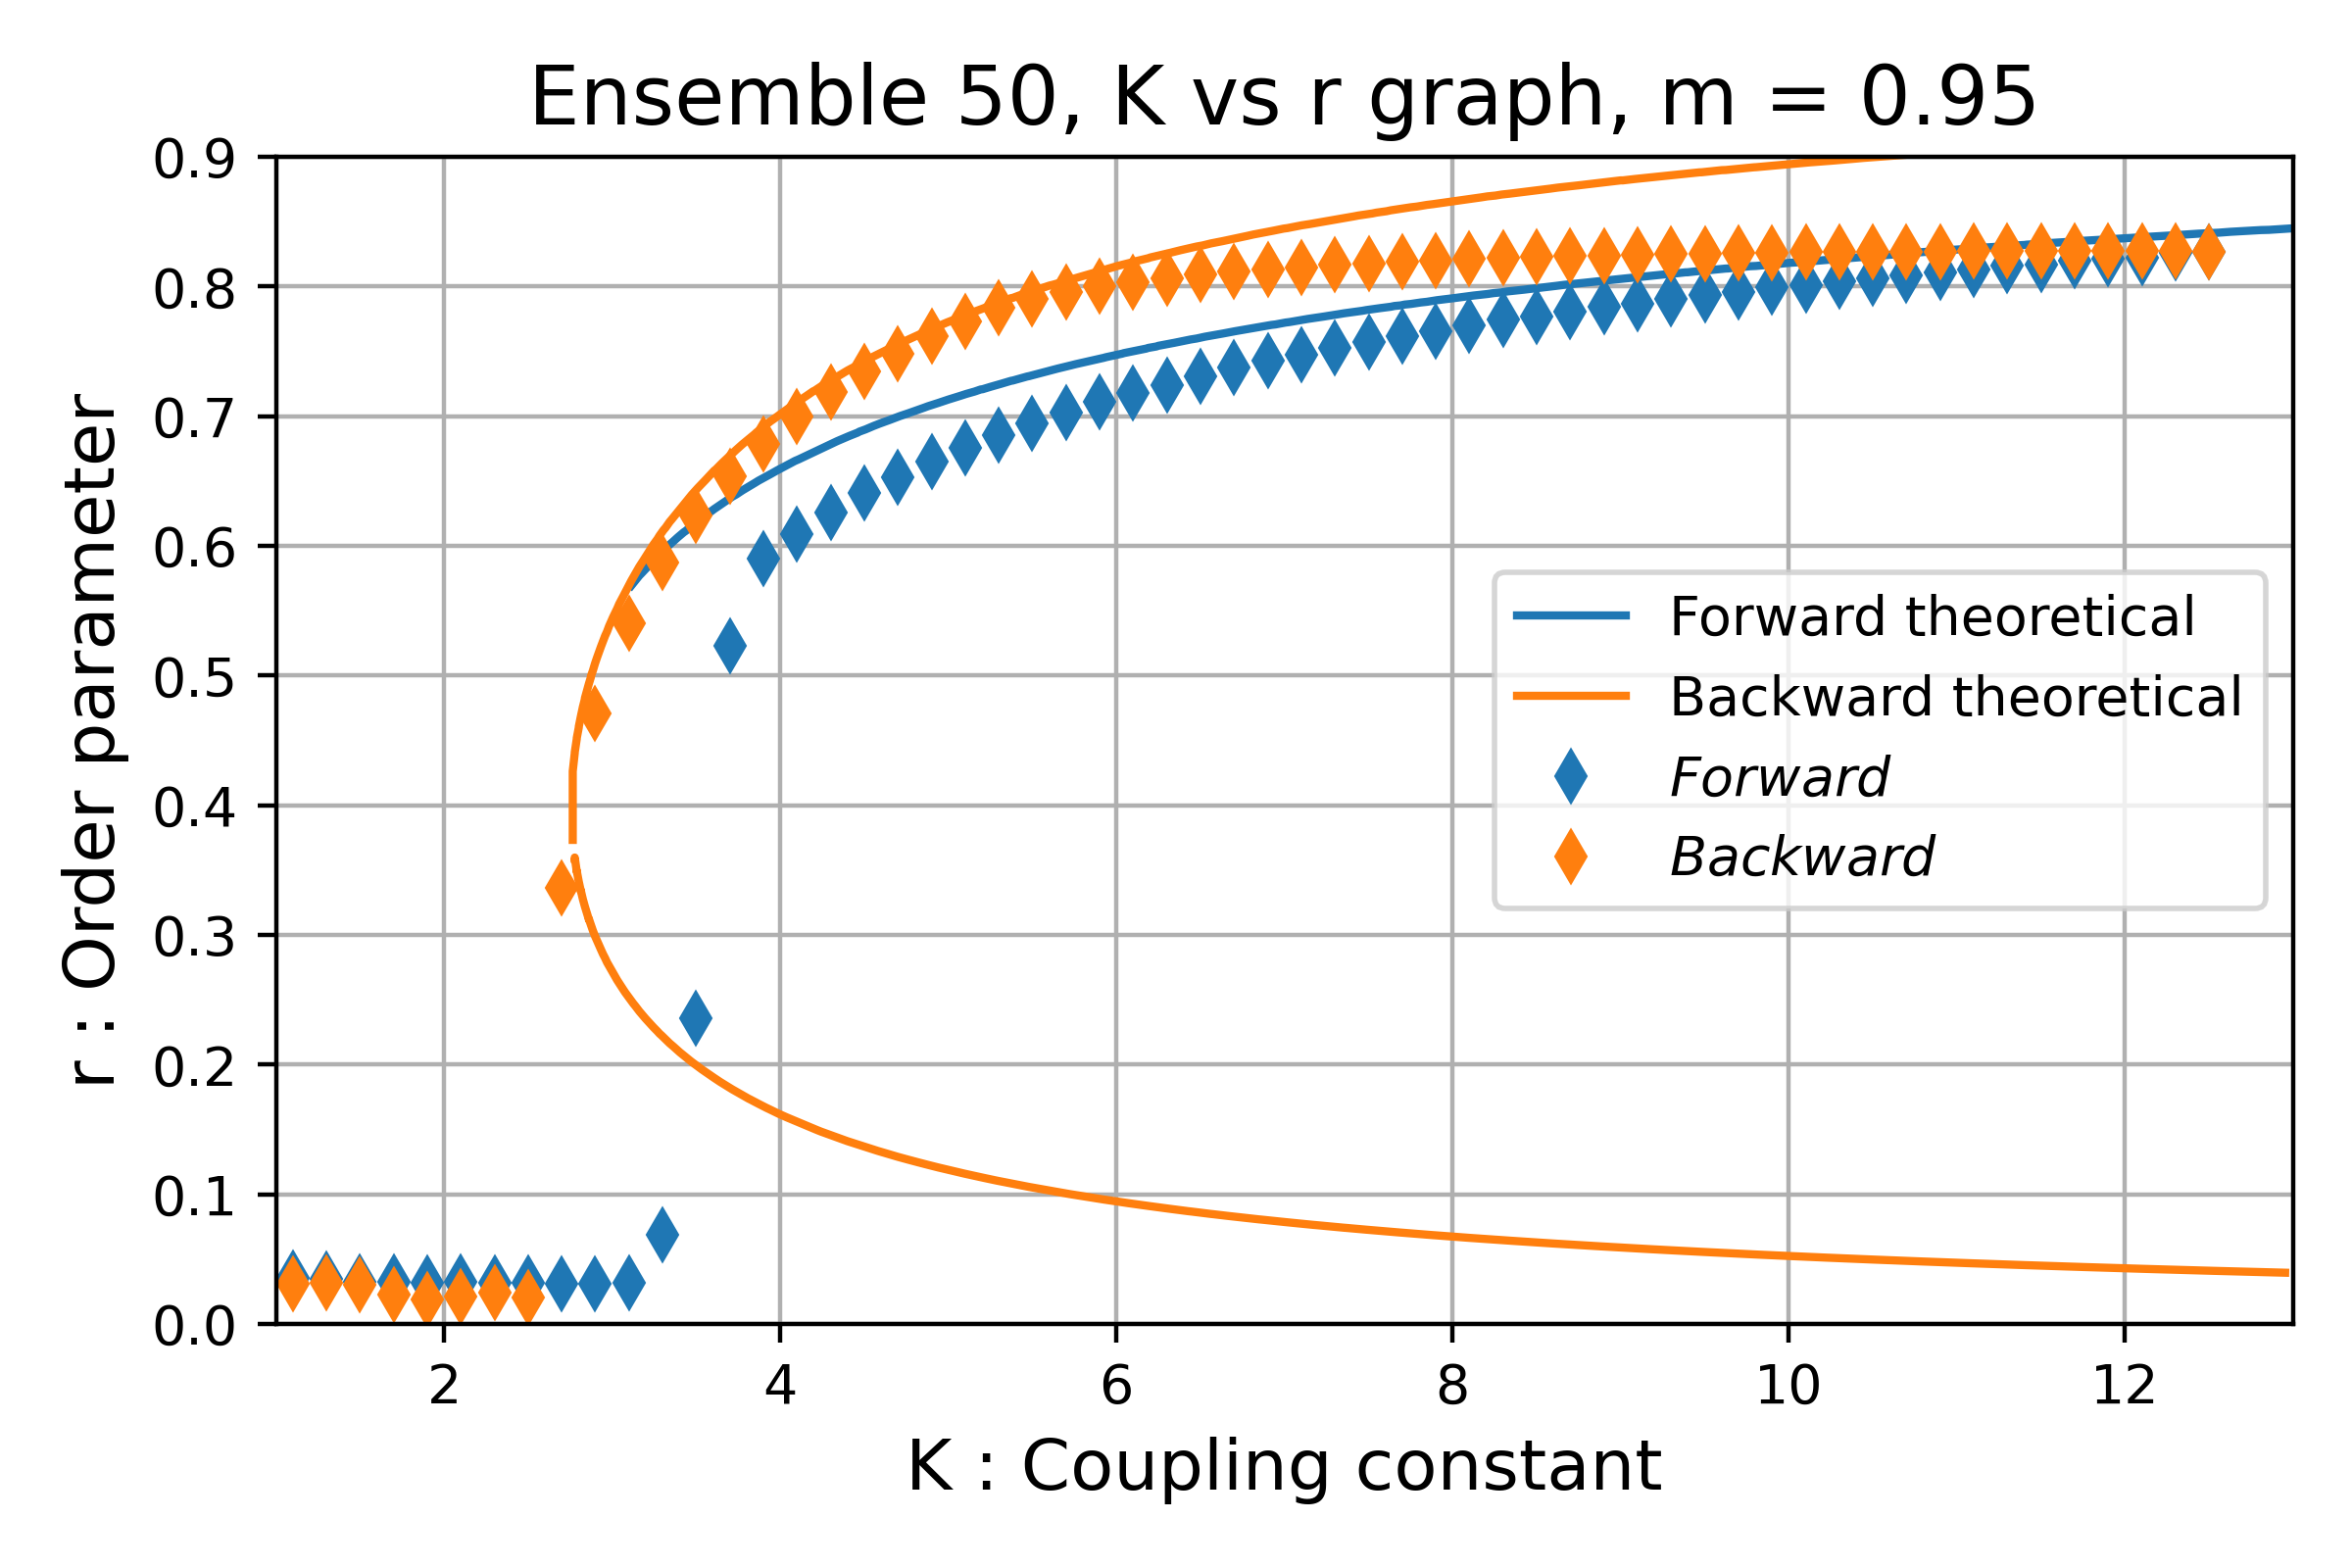 Ensemble 50, K vs r graph, m = 0.95
r : Order parameter
0.9
0.8
0.7
0.6
0.5
0.4
0.3
0.2
0.1
0.0
Forward theoretical
Backward theoretical
Forward
Backward
2 4 6 8 10 12
K : Coupling constant